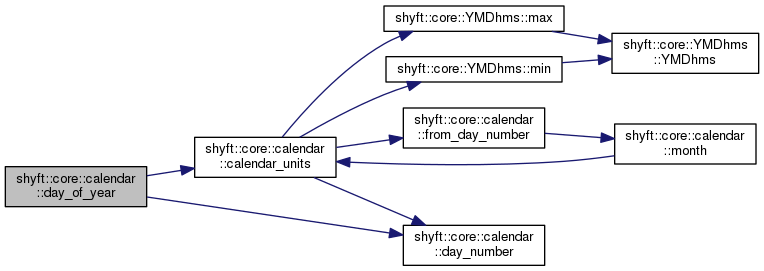 shyft::core::YMDhms::max
shyft::core::YMDhms
::YMDhms
shyft::core::YMDhms::min
shyft::core::calendar
::from_day_number
shyft::core::calendar
::month
shyft::core::calendar
::calendar_units
shyft::core::calendar
::day_of_year
shyft::core::calendar
::day_number